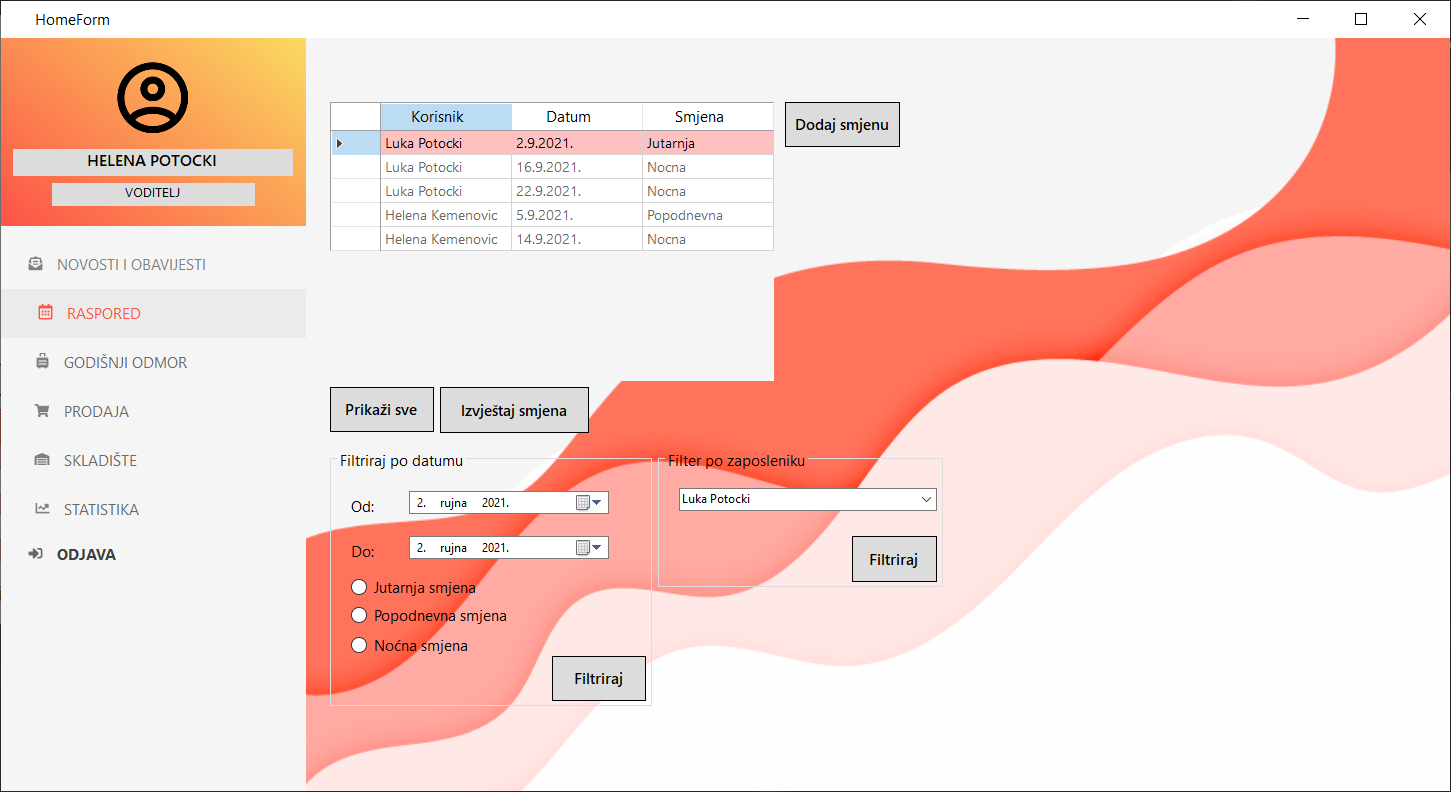 HomeForm
HELENA POTOCKI
VODITELJ
NOVOSTI I OBAVIJESTI
RASPORED
GODIŠNJI ODMOR
PRODAJA
SKLADIŠTE
STATISTIKA
ODJAVA
Korisnik Datum Smjena
Luka Potocki 2.9.2021. Jutarnja
Luka Potocki 16.9.2021. Nocna
Luka Potocki 22.9.2021. Nocna
Helena Kemenovic 5.9.2021. Popodnevna
Helena Kemenovic 14.9.2021. Nocna
Dodaj smjenu
Prikaži sve
Izvještaj smjena
Filtriraj po datumu
Od: 2. rujna 2021.
Do: 2. rujna 2021.
Jutarnja smjena
Popodnevna smjena
Noćna smjena
Filtriraj
Filter po zaposleniku
Luka Potocki
Filtriraj